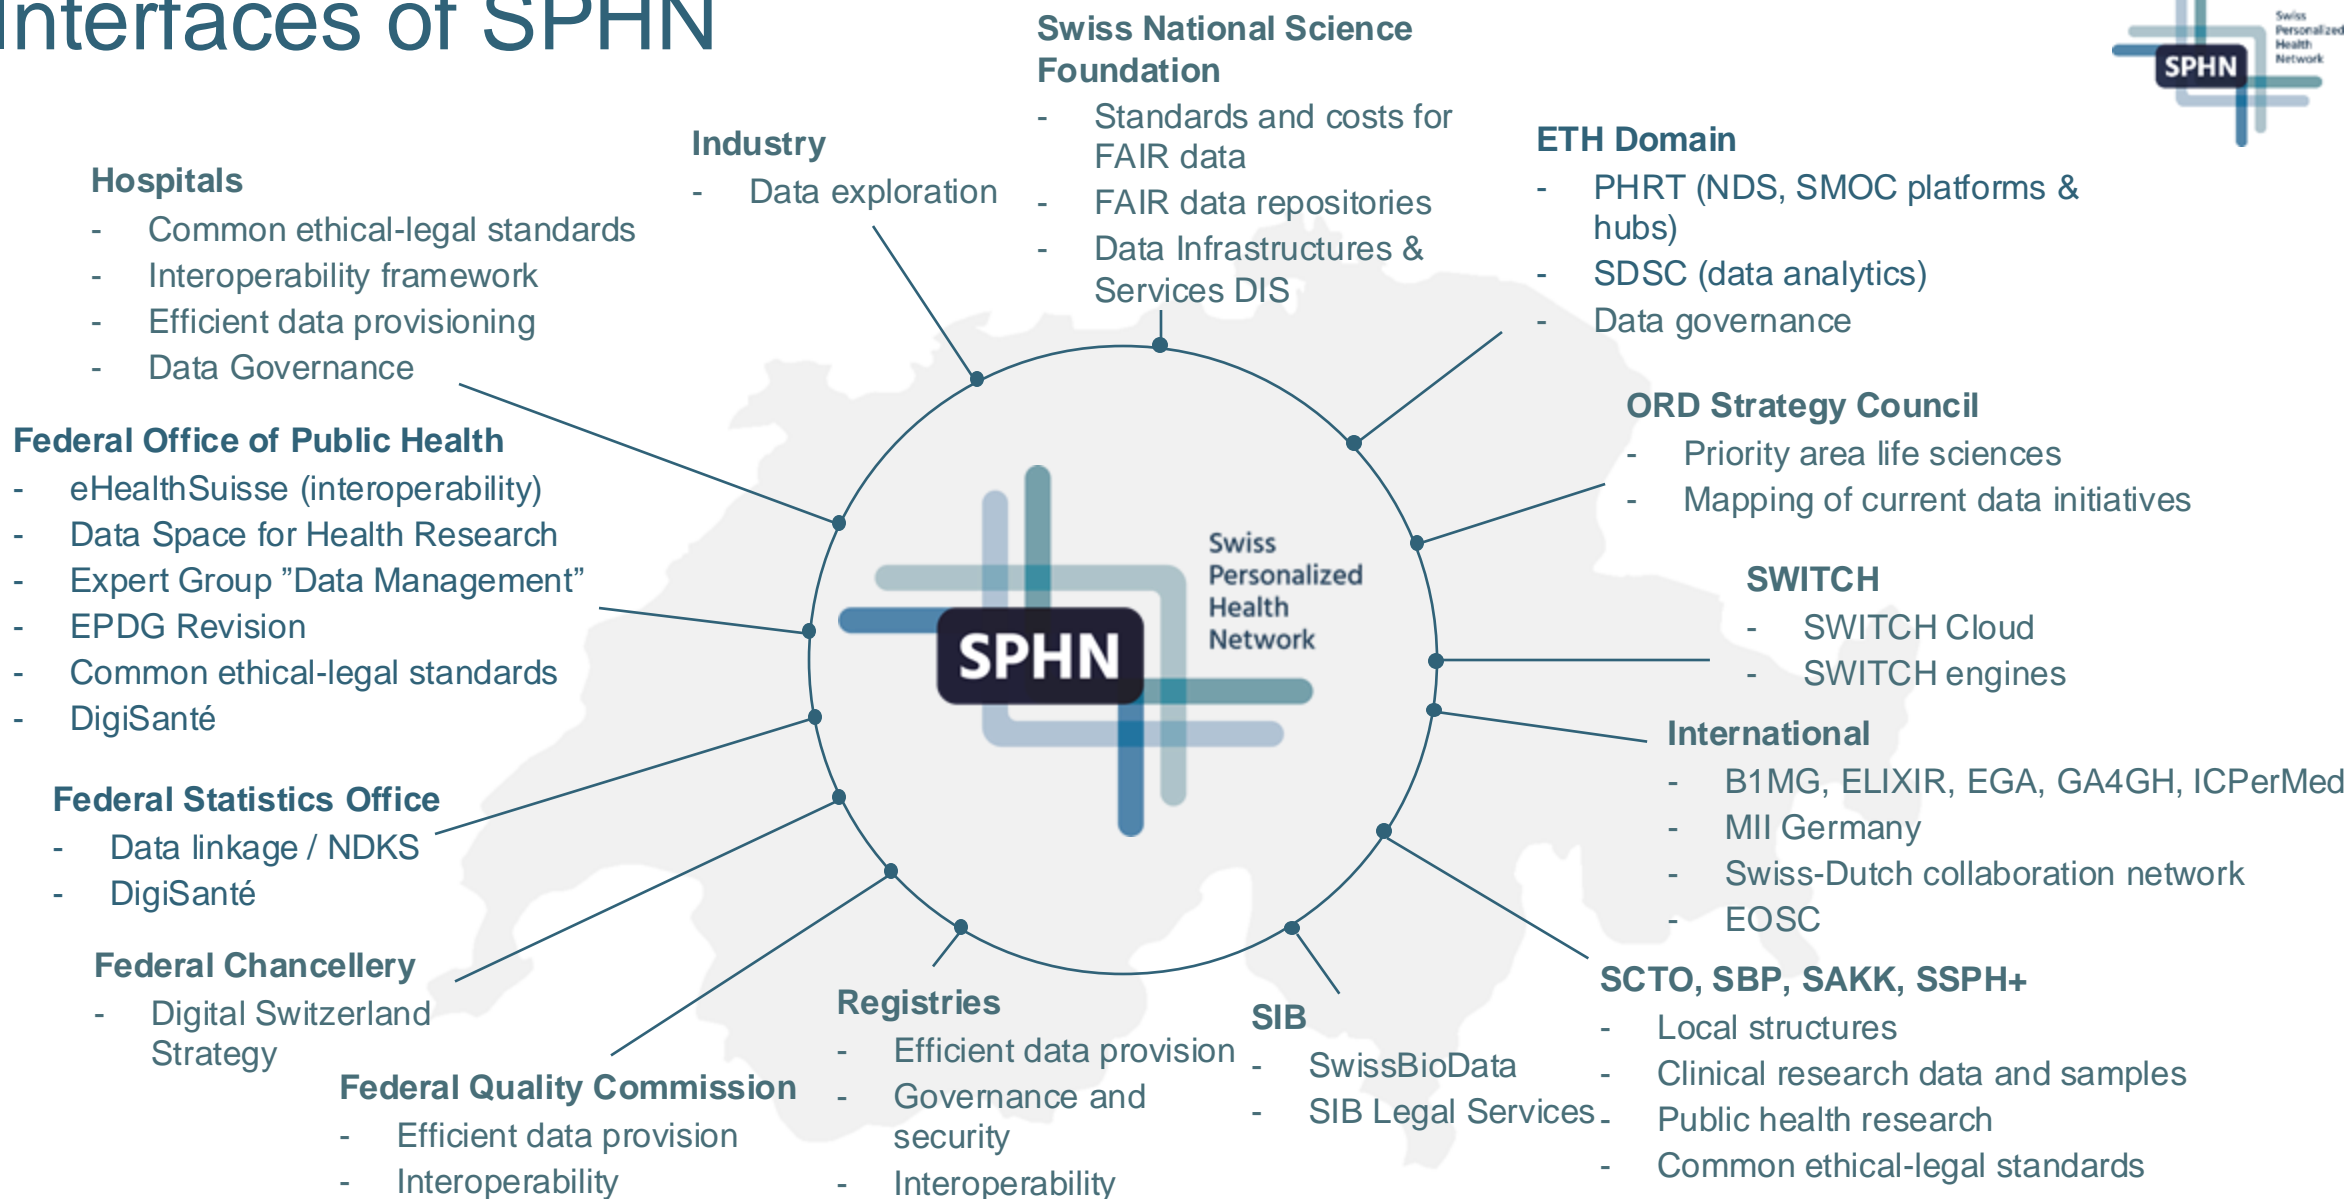 Interfaces of SPHN
Swiss
Personalized
Health
Network
SPHN
Swiss National Science
Foundation
- Standards and costs for
FAIR data
- FAIR data repositories
- Data Infrastructures &
Services DIS
Industry
- Data exploration
ETH Domain
- PHRT (NDS, SMOC platforms &
hubs)
- SDSC (data analytics)
- Data governance
Hospitals
- Common ethical-legal standards
- Interoperability framework
- Efficient data provisioning
- Data Governance
ORD Strategy Council
- Priority area life sciences
- Mapping of current data initiatives
Federal Office of Public Health
- eHealthSuisse (interoperability)
- Data Space for Health Research
- Expert Group ”Data Management”
- EPDG Revision
- Common ethical-legal standards
- DigiSanté
Swiss
Personalized
Health
Network
SPHN
SWITCH
- SWITCH Cloud
- SWITCH engines
International
- B1MG, ELIXIR, EGA, GA4GH, ICPerMed
- MII Germany
- Swiss-Dutch collaboration network
- EOSC
Federal Statistics Office
- Data linkage / NDKS
- DigiSanté
Federal Chancellery
- Digital Switzerland
Strategy
Federal Quality Commission
- Efficient data provision
- Interoperability
Registries
- Efficient data provision
- Governance and
security
- Interoperability
SIB
- SwissBioData
- SIB Legal Services
SCTO, SBP, SAKK, SSPH+
- Local structures
- Clinical research data and samples
- Public health research
- Common ethical-legal standards